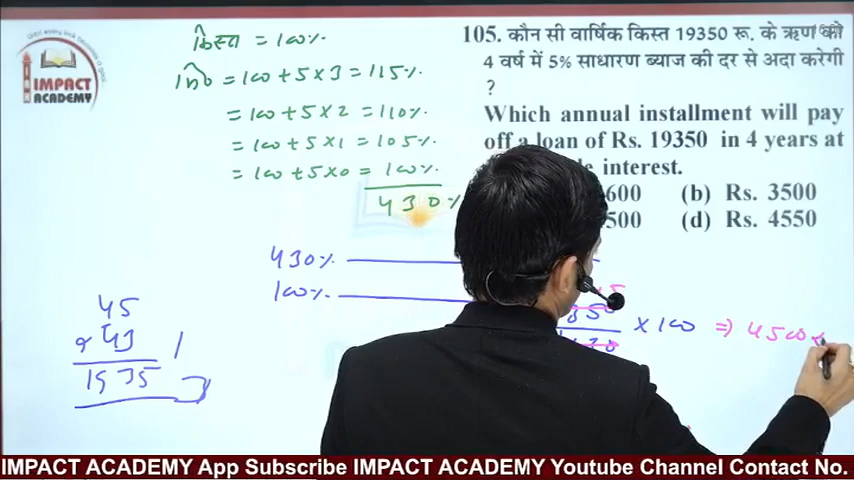 IMPACT
ACADEMY
किस्त = 100%
= 100 + 5 × 3 = 115%
= 100 + 5 × 2 = 110%
= 100 + 5 × 1 = 105%
= 100 + 5 × 0 = 100%
430%
105. कौन सी वार्षिक किस्त 19350 रू. के ऋण को
4 वर्ष में 5% साधारण ब्याज की दर से अदा करेगी
?
Which annual installment will pay
off a loan of Rs. 19350 in 4 years at
interest.
600 (b) Rs. 3500
500 (d) Rs. 4550
430%
100%
× 100 ⇒ 4500
45
× 43
1935
IMPACT ACADEMY App Subscribe IMPACT ACADEMY Youtube Channel Contact No.